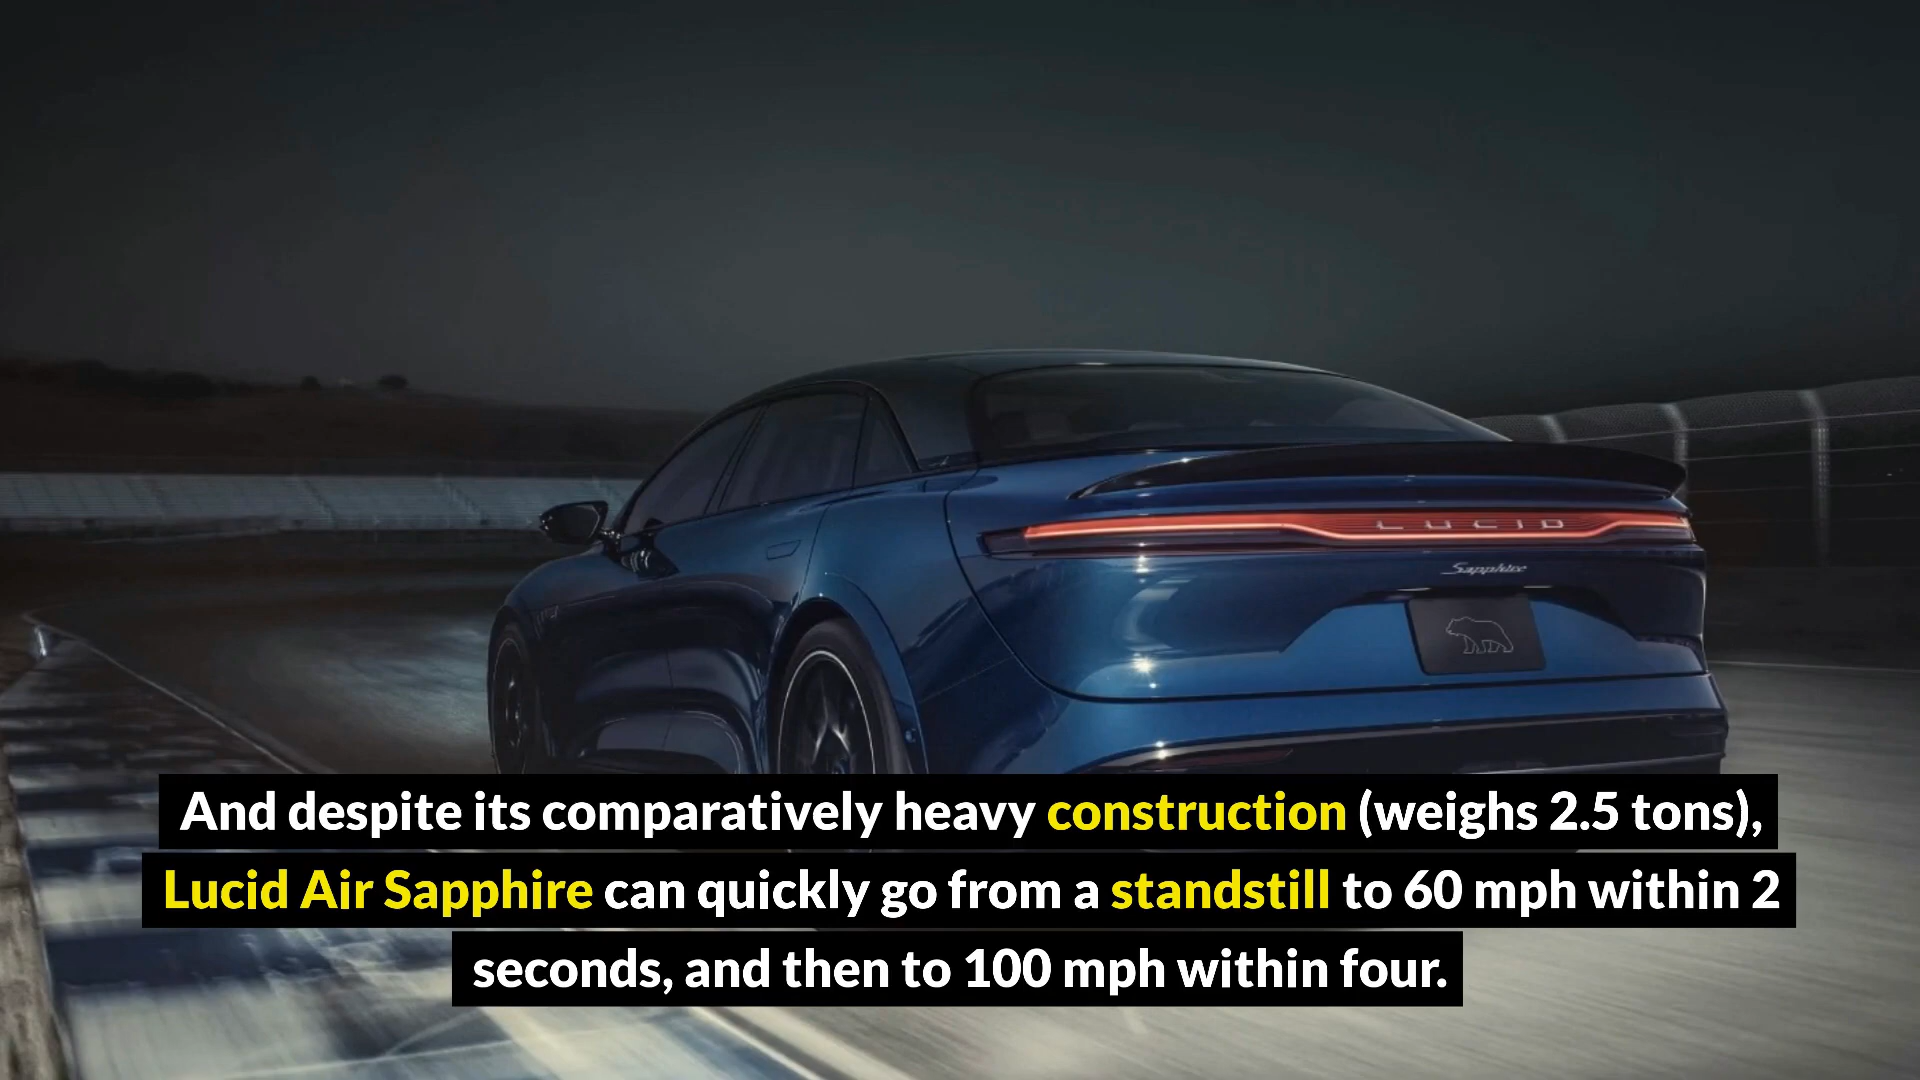 LUCID
Sapphire
And despite its comparatively heavy construction (weighs 2.5 tons),
Lucid Air Sapphire can quickly go from a standstill to 60 mph within 2
seconds, and then to 100 mph within four.